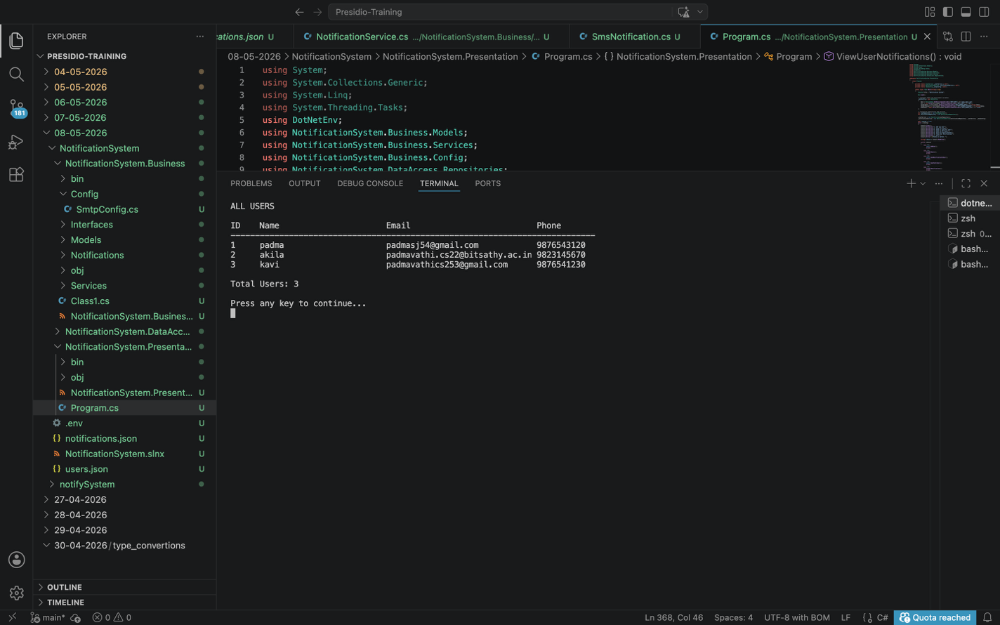 Presidio-Training
EXPLORER
PRESIDIO-TRAINING
04-05-2026
05-05-2026
06-05-2026
07-05-2026
08-05-2026
NotificationSystem
NotificationSystem.Business
bin
Config
SmtpConfig.cs U
Interfaces
Models
Notifications
obj
Services
Class1.cs U
NotificationSystem.Busines... U
NotificationSystem.DataAcc...
NotificationSystem.Presenta...
bin
obj
NotificationSystem.Present... U
Program.cs U
.env U
notifications.json U
NotificationSystem.slnx U
users.json U
notifySystem
27-04-2026
28-04-2026
29-04-2026
30-04-2026/type_convertions
OUTLINE
TIMELINE
181
cations.json U NotificationService.cs .../NotificationSystem.Business/... U SmsNotification.cs U Program.cs .../NotificationSystem.Presentation U
08-05-2026 > NotificationSystem > NotificationSystem.Presentation > Program.cs > { } NotificationSystem.Presentation > Program > ViewUserNotifications() : void
1 using System;
2 using System.Collections.Generic;
3 using System.Linq;
4 using System.Threading.Tasks;
5 using DotNetEnv;
6 using NotificationSystem.Business.Models;
7 using NotificationSystem.Business.Services;
8 using NotificationSystem.Business.Config;
9 using NotificationSystem.DataAccess.Repositories;
PROBLEMS OUTPUT DEBUG CONSOLE TERMINAL PORTS
ALL USERS
ID Name Email Phone
1 padma padmasj54@gmail.com 9876543120
2 akila padmavathi.cs22@bitsathy.ac.in 9823145670
3 kavi padmavathics253@gmail.com 9876541230
Total Users: 3
Press any key to continue...
dotne...
zsh
zsh 0...
bash...
bash...
main* 0 0 Ln 368, Col 46 Spaces: 4 UTF-8 with BOM LF { } C# Quota reached